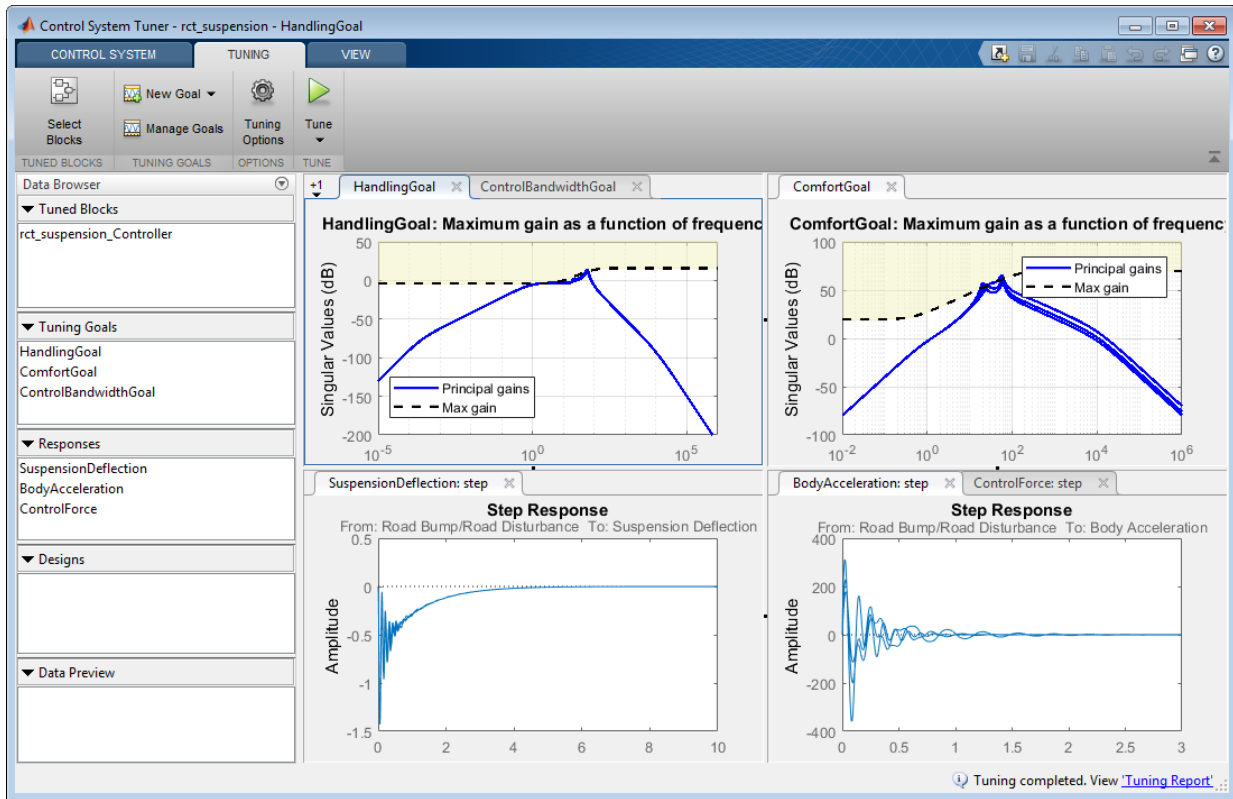 Control System Tuner - rct_suspension - HandlingGoal
CONTROL SYSTEM
TUNING
VIEW
Select
Blocks
New Goal
Manage Goals
Tuning
Options
Tune
TUNED BLOCKS
TUNING GOALS
OPTIONS
TUNE
Data Browser
Tuned Blocks
rct_suspension_Controller
Tuning Goals
HandlingGoal
ComfortGoal
ControlBandwidthGoal
Responses
SuspensionDeflection
BodyAcceleration
ControlForce
Designs
Data Preview
+1
HandlingGoal
ControlBandwidthGoal
HandlingGoal: Maximum gain as a function of frequenc
Singular Values (dB)
50
0
-50
-100
-150
-200
Principal gains
Max gain
10^-5
10^0
10^5
ComfortGoal
ComfortGoal: Maximum gain as a function of frequency
Singular Values (dB)
100
50
0
-50
-100
Principal gains
Max gain
10^-2
10^0
10^2
10^4
10^6
SuspensionDeflection: step
Step Response
From: Road Bump/Road Disturbance To: Suspension Deflection
Amplitude
0.5
0
-0.5
-1
-1.5
0 2 4 6 8 10
BodyAcceleration: step
ControlForce: step
Step Response
From: Road Bump/Road Disturbance To: Body Acceleration
Amplitude
400
200
0
-200
-400
0 0.5 1 1.5 2 2.5 3
Tuning completed. View 'Tuning Report'.